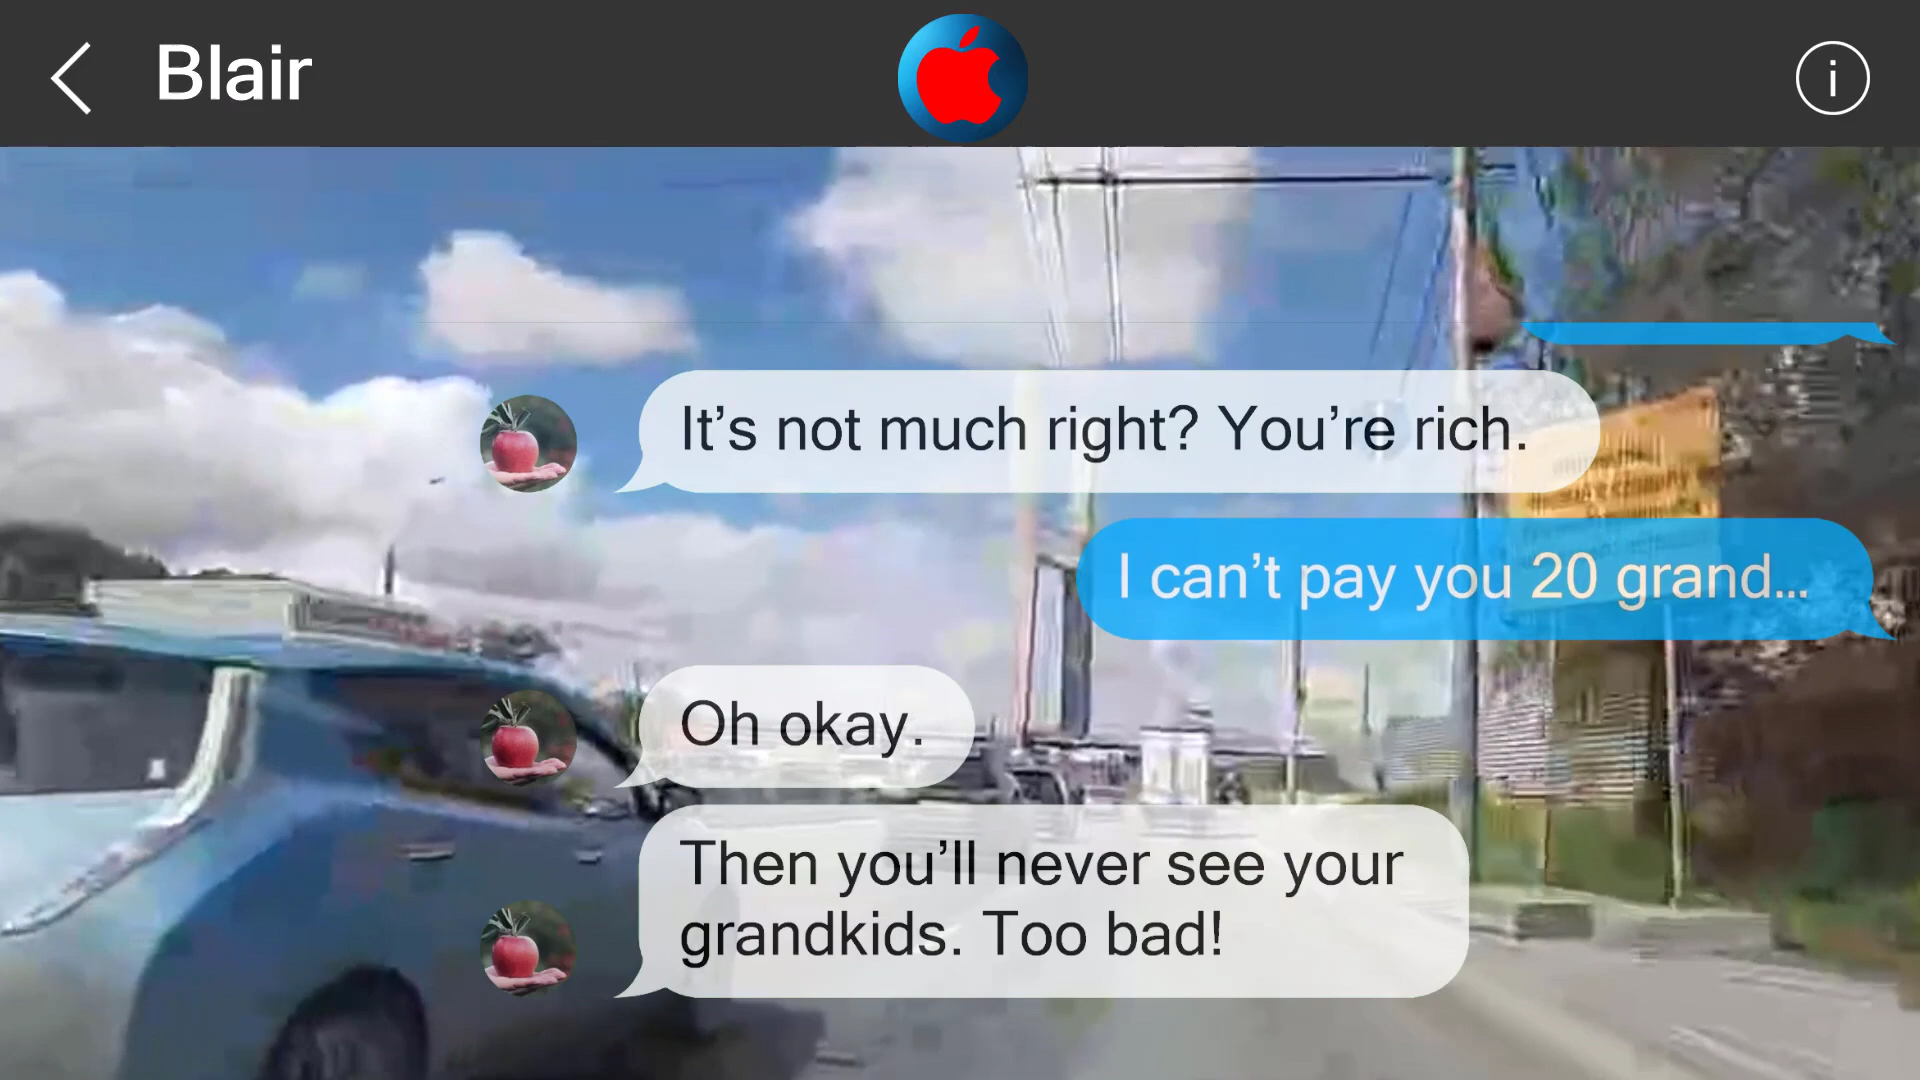 Blair
It’s not much right? You’re rich.
I can’t pay you 20 grand...
Oh okay.
Then you’ll never see your
grandkids. Too bad!